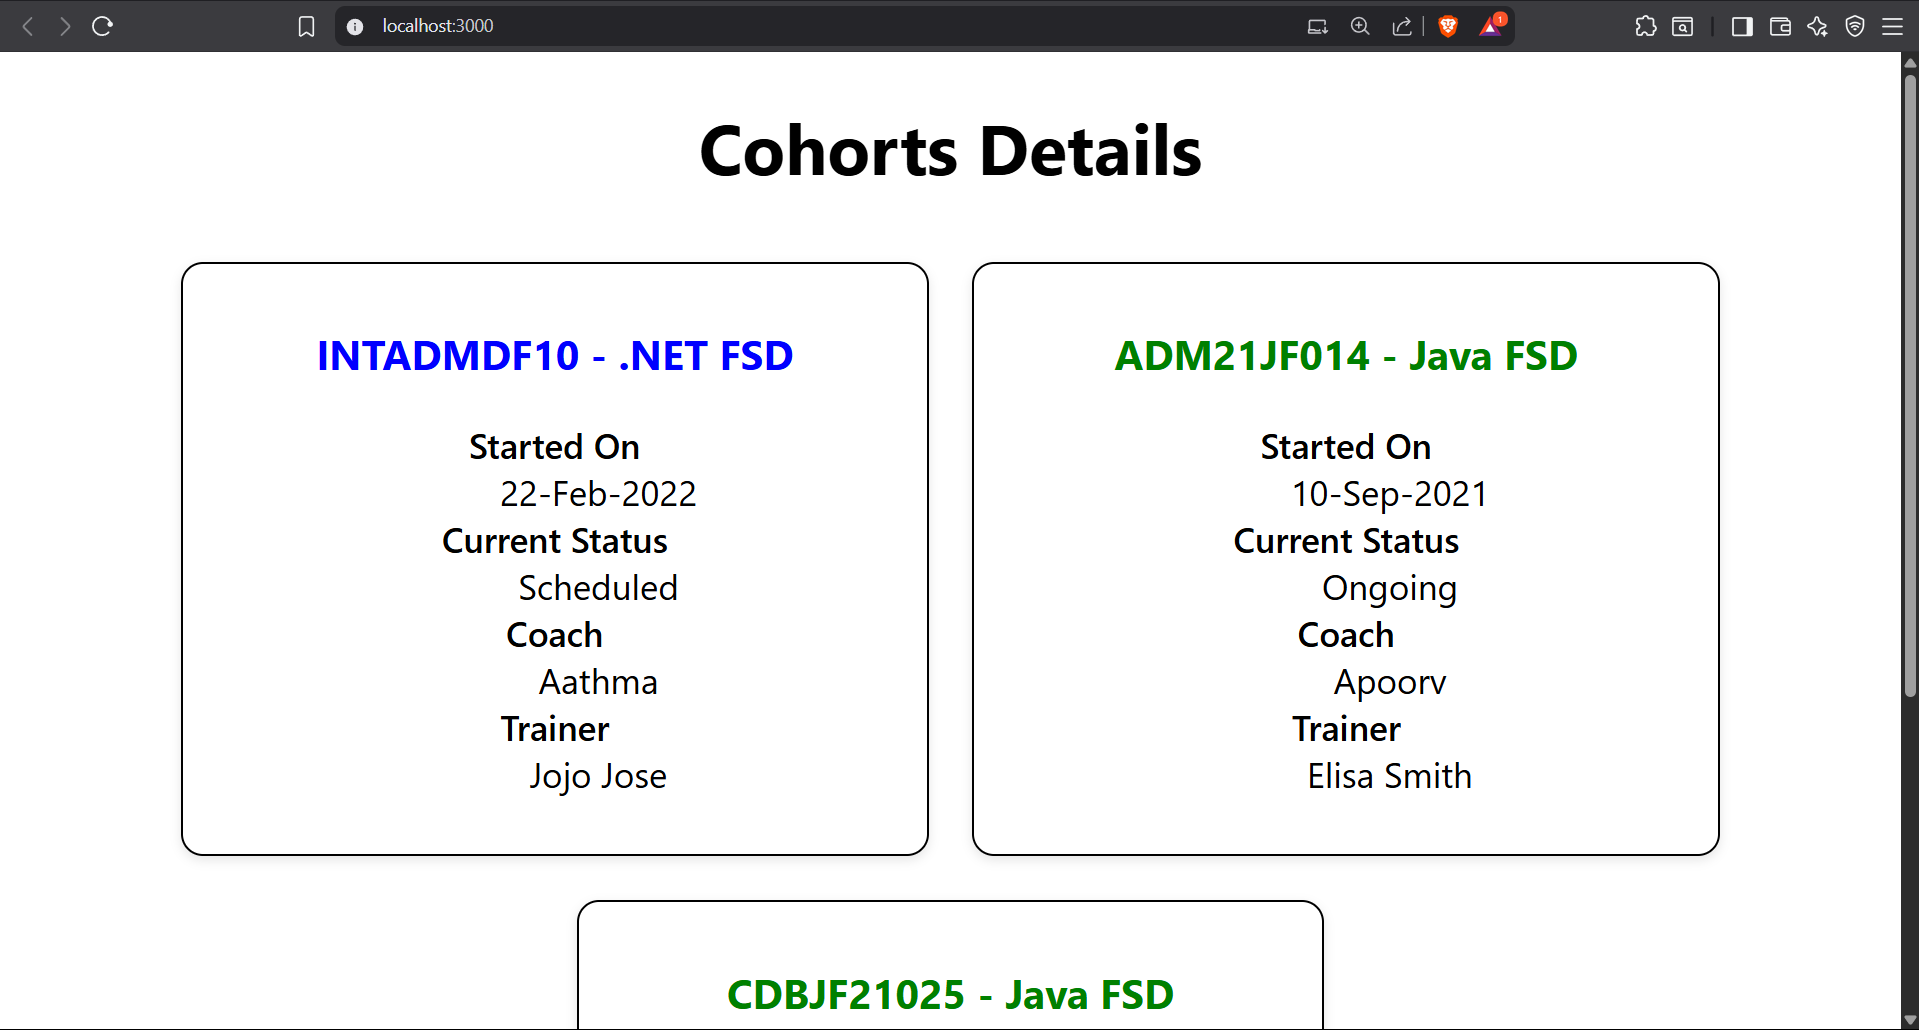 localhost:3000
1
Cohorts Details
INTADMDF10 - .NET FSD
Started On
22-Feb-2022
Current Status
Scheduled
Coach
Aathma
Trainer
Jojo Jose
ADM21JF014 - Java FSD
Started On
10-Sep-2021
Current Status
Ongoing
Coach
Apoorv
Trainer
Elisa Smith
CDBJF21025 - Java FSD